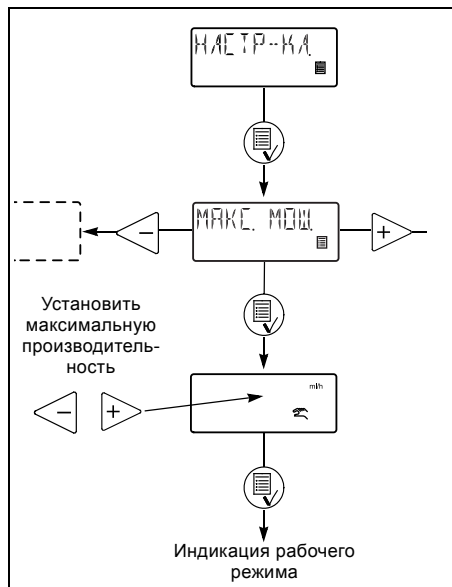 НАСТР-КА.
МАКС. МОЩ.
Установить
максимальную
производитель-
ность
ml/h
Индикация рабочего
режима